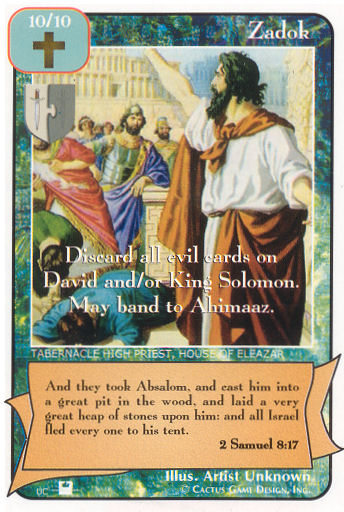 10/10
Zadok
Discard all evil cards on
David and/or King Solomon.
May band to Ahimaaz.
TABERNACLE HIGH PRIEST, HOUSE OF ELEAZAR
And they took Absalom, and cast him into
a great pit in the wood, and laid a very
great heap of stones upon him: and all Israel
fled every one to his tent.
2 Samuel 8:17
Illus. Artist Unknown
UC
© CACTUS GAME DESIGN, INC.